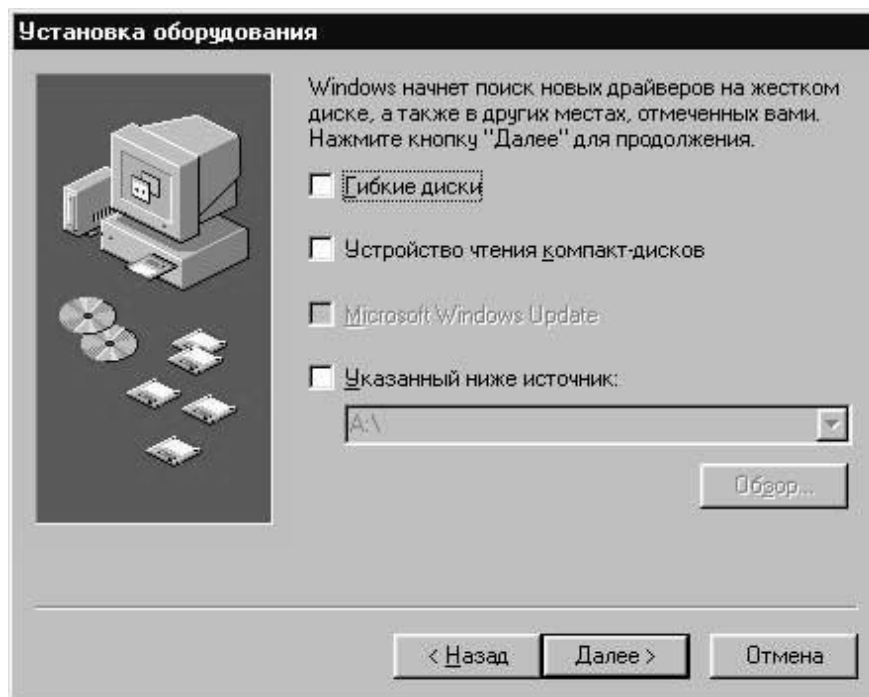 Установка оборудования
Windows начнет поиск новых драйверов на жестком
диске, а также в других местах, отмеченных вами.
Нажмите кнопку "Далее" для продолжения.
Гибкие диски
Устройство чтения компакт-дисков
Microsoft Windows Update
Указанный ниже источник:
A:\
Обзор...
< Назад
Далее >
Отмена